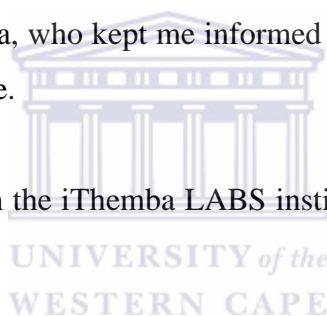 a, who kept me informed
e.
n the iThemba LABS insti
UNIVERSITY of the
WESTERN CAPE